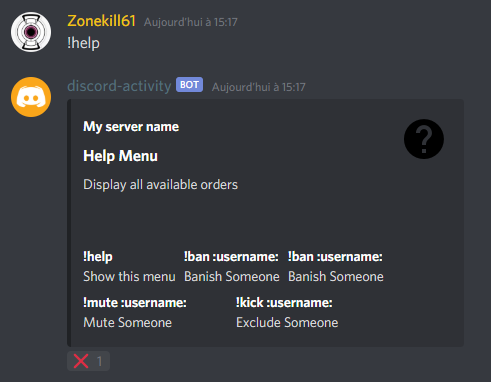 Zonekill61 Aujourd'hui à 15:17
!help
discord-activity BOT Aujourd'hui à 15:17
My server name
Help Menu
Display all available orders
?
!help !ban :username: !ban :username:
Show this menu Banish Someone Banish Someone
!mute :username: !kick :username:
Mute Someone Exclude Someone
1